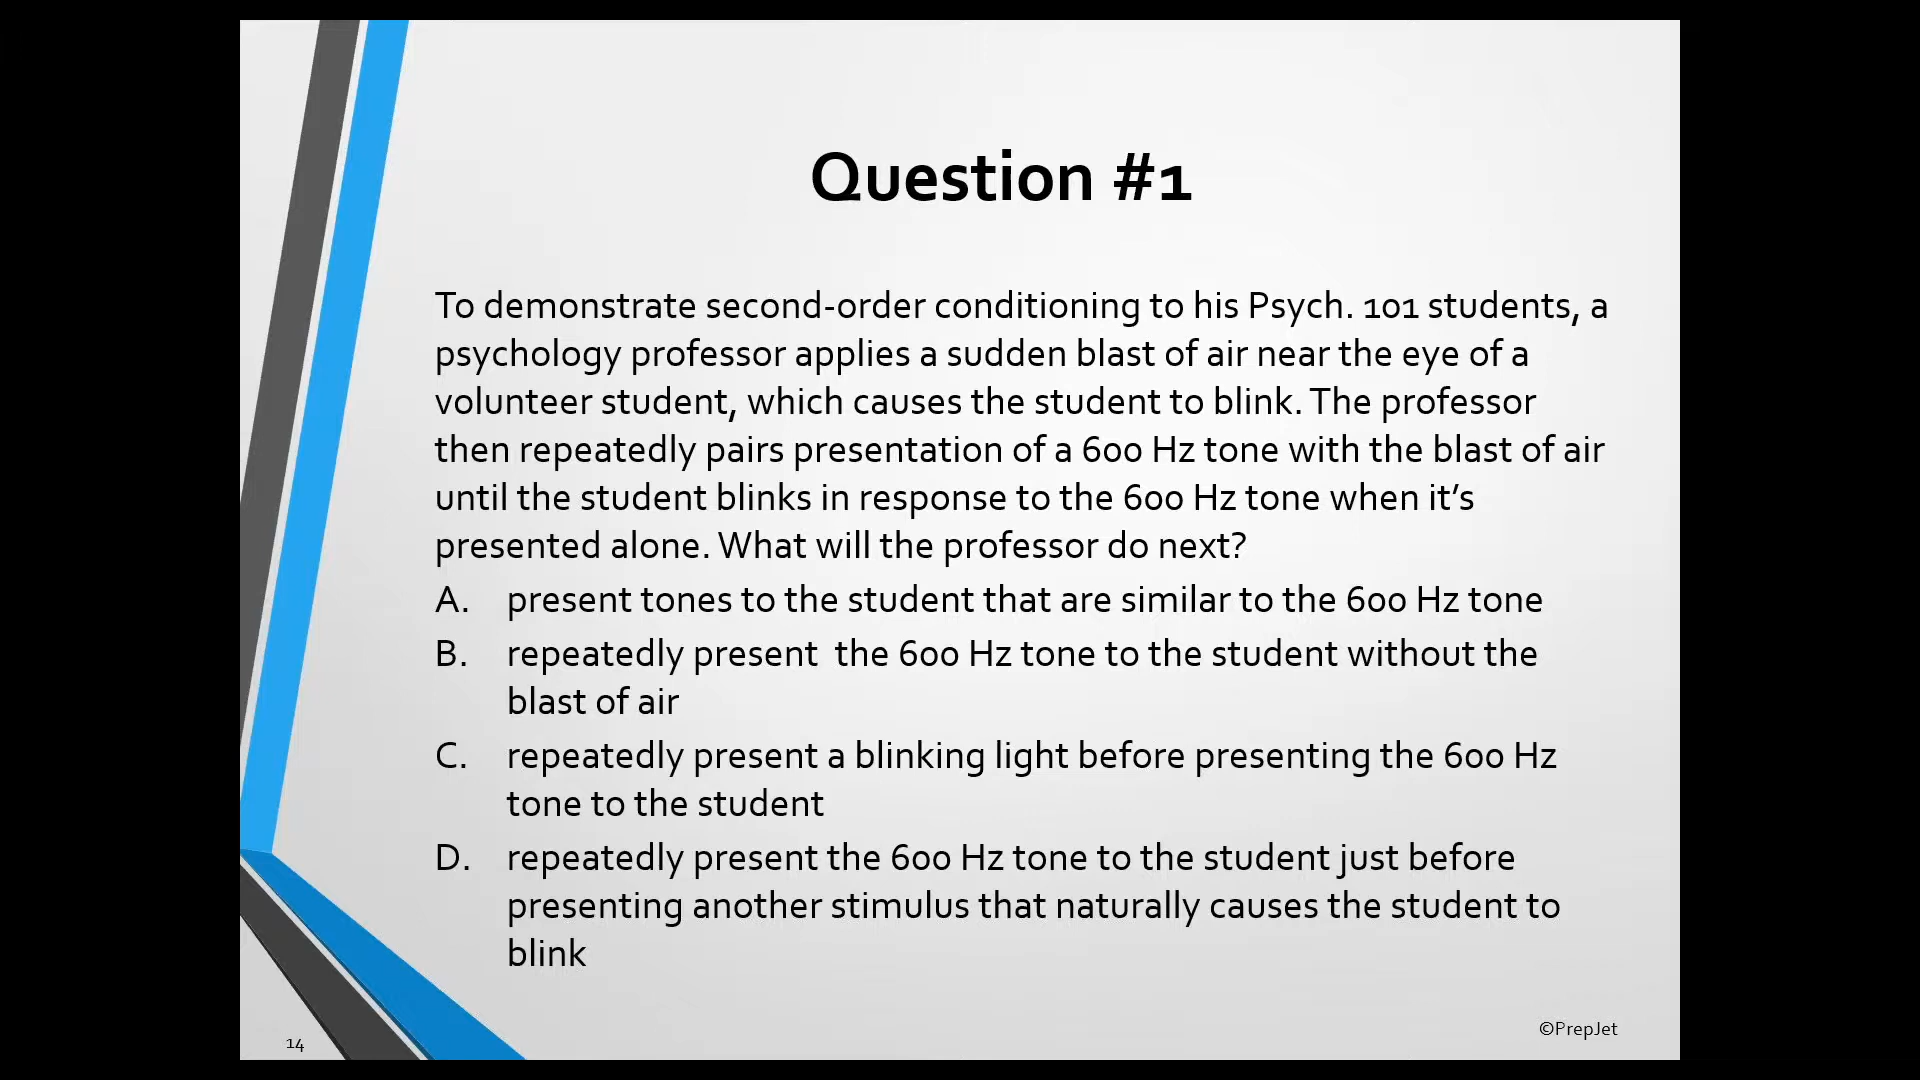 Question #1
To demonstrate second-order conditioning to his Psych. 101 students, a
psychology professor applies a sudden blast of air near the eye of a
volunteer student, which causes the student to blink. The professor
then repeatedly pairs presentation of a 600 Hz tone with the blast of air
until the student blinks in response to the 600 Hz tone when it’s
presented alone. What will the professor do next?
A. present tones to the student that are similar to the 600 Hz tone
B. repeatedly present  the 600 Hz tone to the student without the
blast of air
C. repeatedly present a blinking light before presenting the 600 Hz
tone to the student
D. repeatedly present the 600 Hz tone to the student just before
presenting another stimulus that naturally causes the student to
blink
©PrepJet
14